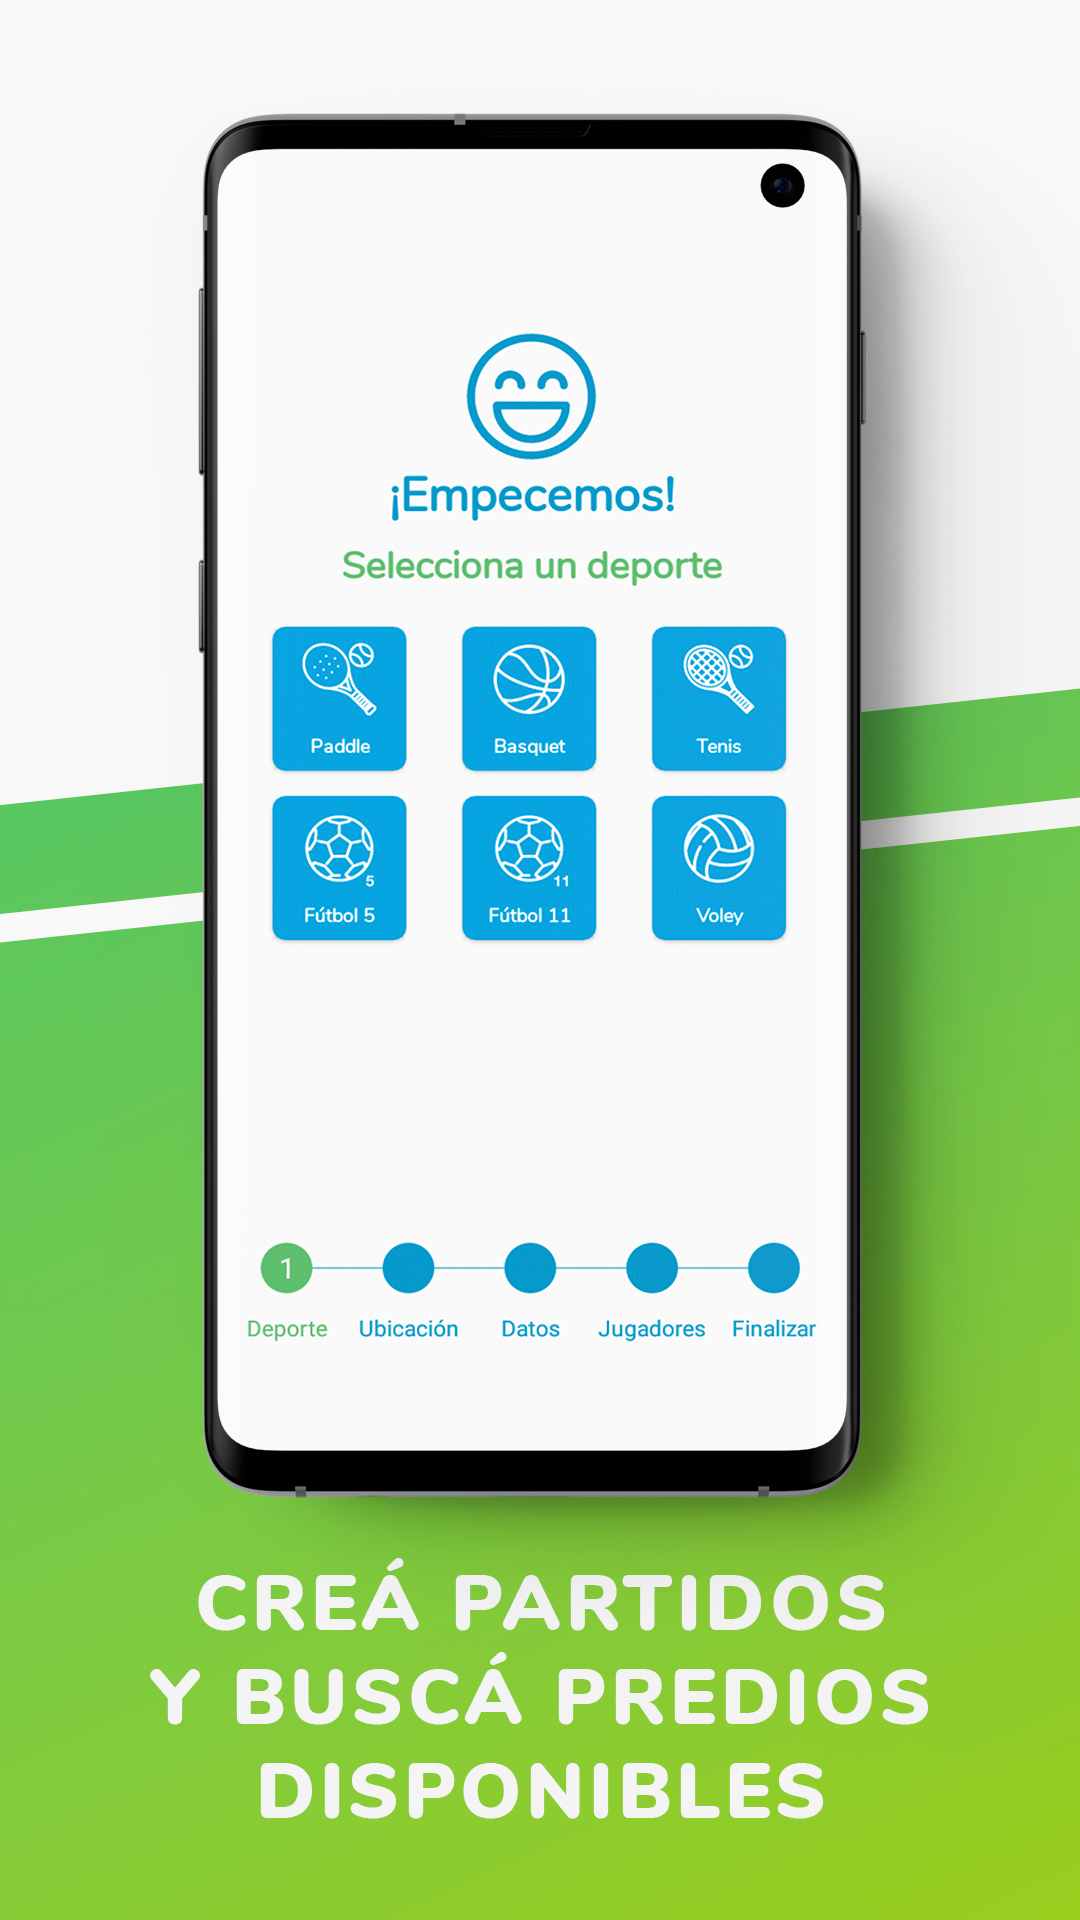 ¡Empecemos!
Selecciona un deporte
Paddle
Basquet
Tenis
5
11
Fútbol 5
Fútbol 11
Voley
1
Deporte
Ubicación
Datos
Jugadores
Finalizar
CREÁ PARTIDOS
Y BUSCÁ PREDIOS
DISPONIBLES